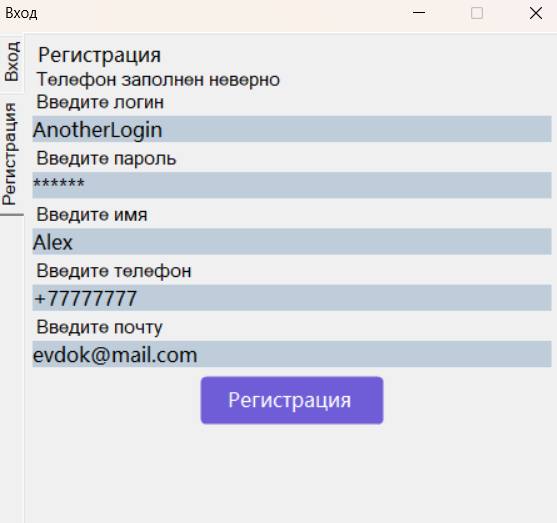 Вход
Вход
Регистрация
Регистрация
Телефон заполнен неверно
Введите логин
AnotherLogin
Введите пароль
******
Введите имя
Alex
Введите телефон
+77777777
Введите почту
evdok@mail.com
Регистрация